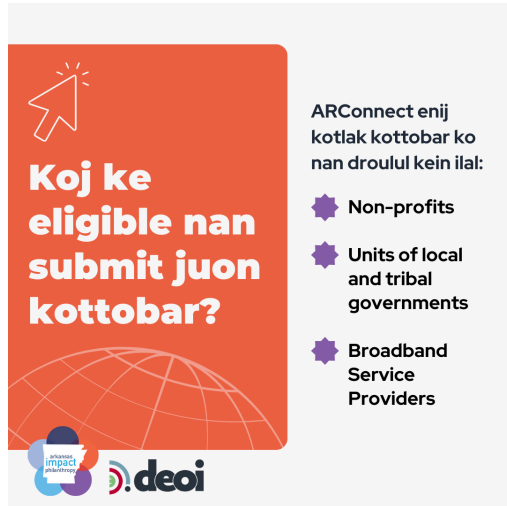 Koj ke
eligible nan
submit juon
kottobar?
ARConnect enij
kotlak kottobar ko
nan droulul kein ilal:
Non-profits
Units of local
and tribal
governments
Broadband
Service
Providers
arkansas
impact
philanthropy
deoi